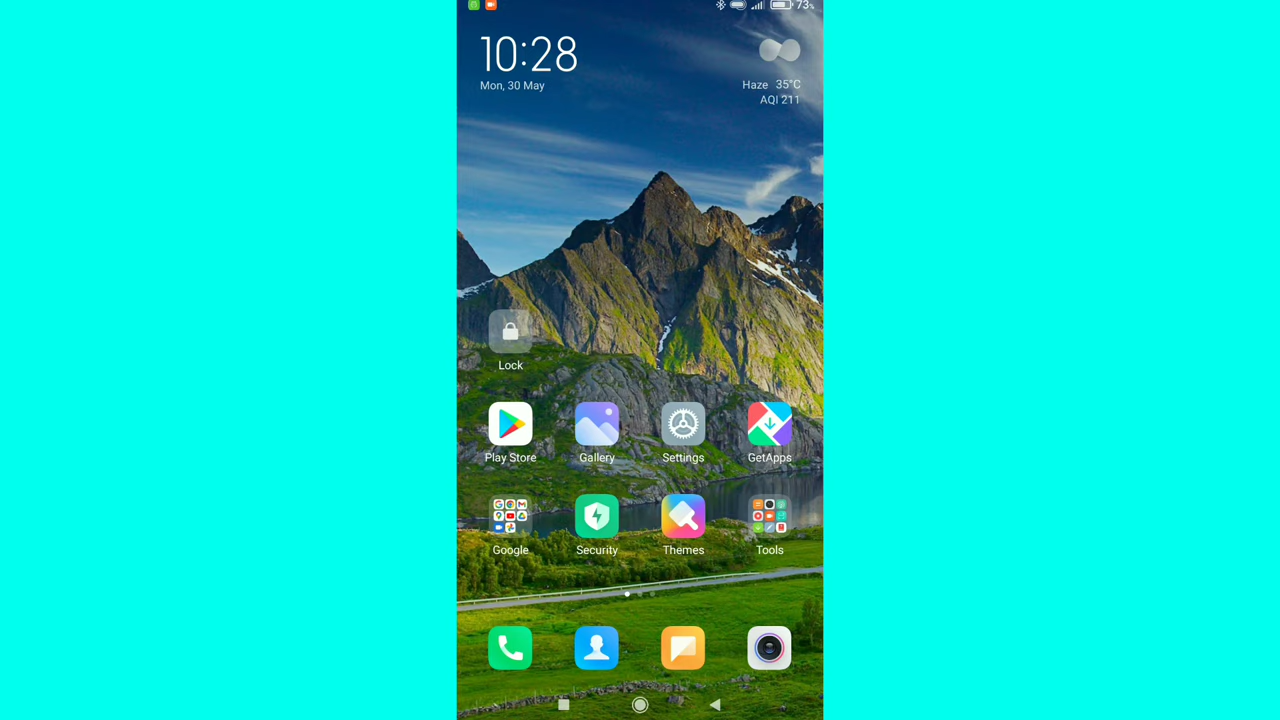 73%
10:28
Mon, 30 May
Haze 35°C
AQI 211
Lock
Play Store
Gallery
Settings
GetApps
Google
Security
Themes
Tools